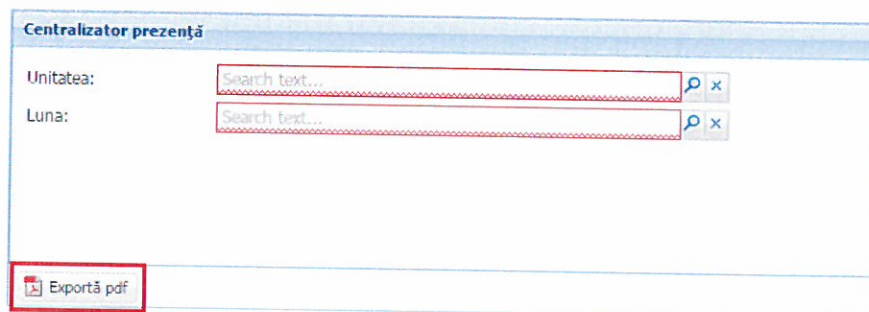 Centralizator prezenţă
Unitatea: Search text...
Luna: Search text...
Exportă pdf